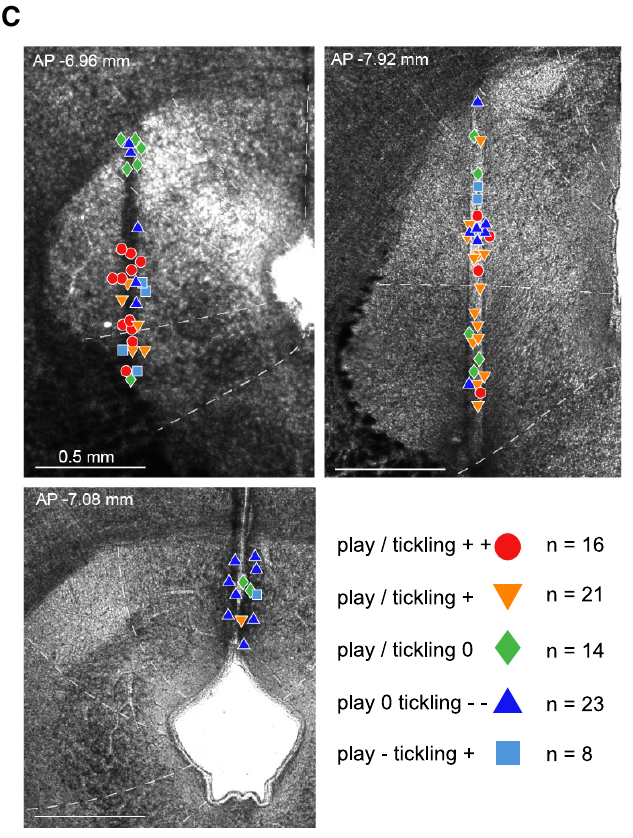 C
AP -6.96 mm
AP -7.92 mm
0.5 mm
AP -7.08 mm
play / tickling + + n = 16
play / tickling + n = 21
play / tickling 0 n = 14
play 0 tickling - - n = 23
play - tickling + n = 8